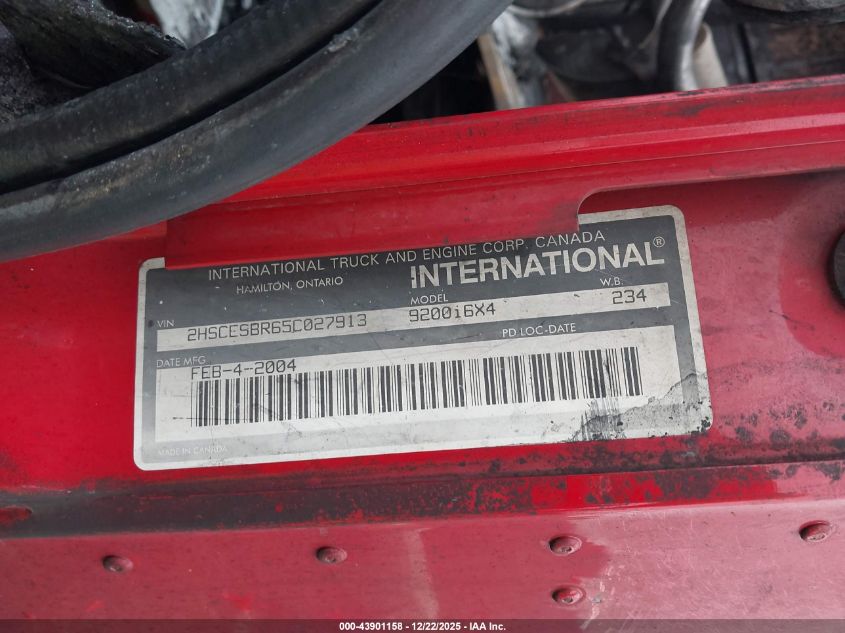 INTERNATIONAL TRUCK AND ENGINE CORP. CANADA
HAMILTON, ONTARIO
INTERNATIONAL®
VIN MODEL W.B.
2HSCESBR65C027913 9200i6X4 234
DATE MFG PD LOC-DATE
FEB-4-2004
MADE IN CANADA
000-43901158 - 12/22/2025 - IAA Inc.